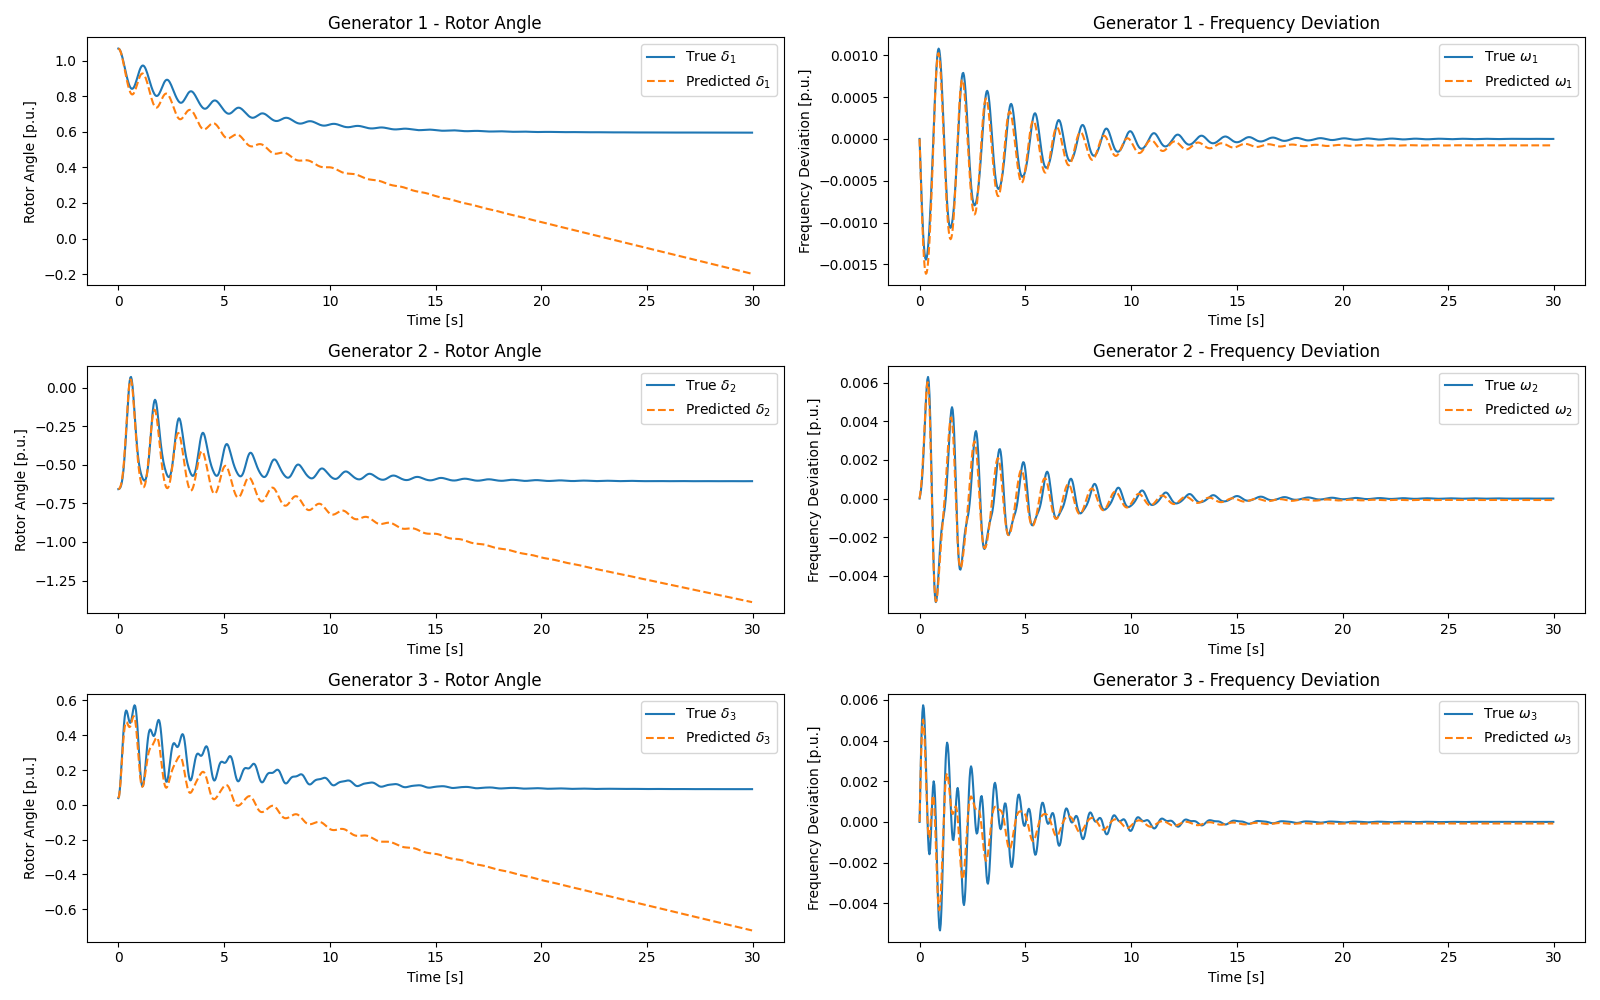 Generator 1 - Rotor Angle
Rotor Angle [p.u.]
1.0
0.8
0.6
0.4
0.2
0.0
−0.2
True δ1
Predicted δ1
0 5 10 15 20 25 30
Time [s]
Generator 1 - Frequency Deviation
Frequency Deviation [p.u.]
0.0010
0.0005
0.0000
−0.0005
−0.0010
−0.0015
True ω1
Predicted ω1
0 5 10 15 20 25 30
Time [s]
Generator 2 - Rotor Angle
Rotor Angle [p.u.]
0.00
−0.25
−0.50
−0.75
−1.00
−1.25
True δ2
Predicted δ2
0 5 10 15 20 25 30
Time [s]
Generator 2 - Frequency Deviation
Frequency Deviation [p.u.]
0.006
0.004
0.002
0.000
−0.002
−0.004
True ω2
Predicted ω2
0 5 10 15 20 25 30
Time [s]
Generator 3 - Rotor Angle
Rotor Angle [p.u.]
0.6
0.4
0.2
0.0
−0.2
−0.4
−0.6
True δ3
Predicted δ3
0 5 10 15 20 25 30
Time [s]
Generator 3 - Frequency Deviation
Frequency Deviation [p.u.]
0.006
0.004
0.002
0.000
−0.002
−0.004
True ω3
Predicted ω3
0 5 10 15 20 25 30
Time [s]